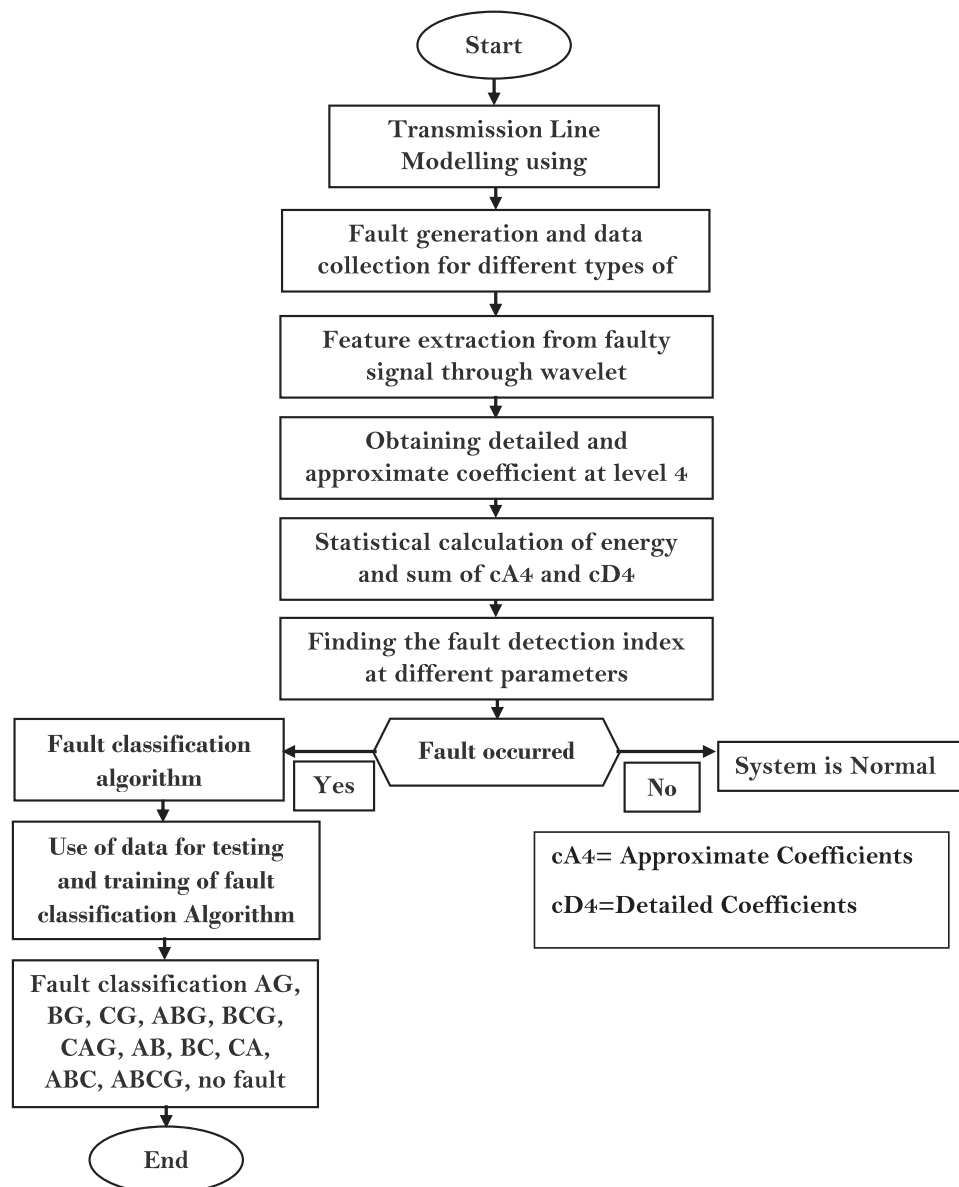 Start
Transmission Line
Modelling using
Fault generation and data
collection for different types of
Feature extraction from faulty
signal through wavelet
Obtaining detailed and
approximate coefficient at level 4
Statistical calculation of energy
and sum of cA4 and cD4
Finding the fault detection index
at different parameters
Fault occurred
Yes
No
System is Normal
Fault classification
algorithm
Use of data for testing
and training of fault
classification Algorithm
Fault classification AG,
BG, CG, ABG, BCG,
CAG, AB, BC, CA,
ABC, ABCG, no fault
End
cA4= Approximate Coefficients
cD4=Detailed Coefficients